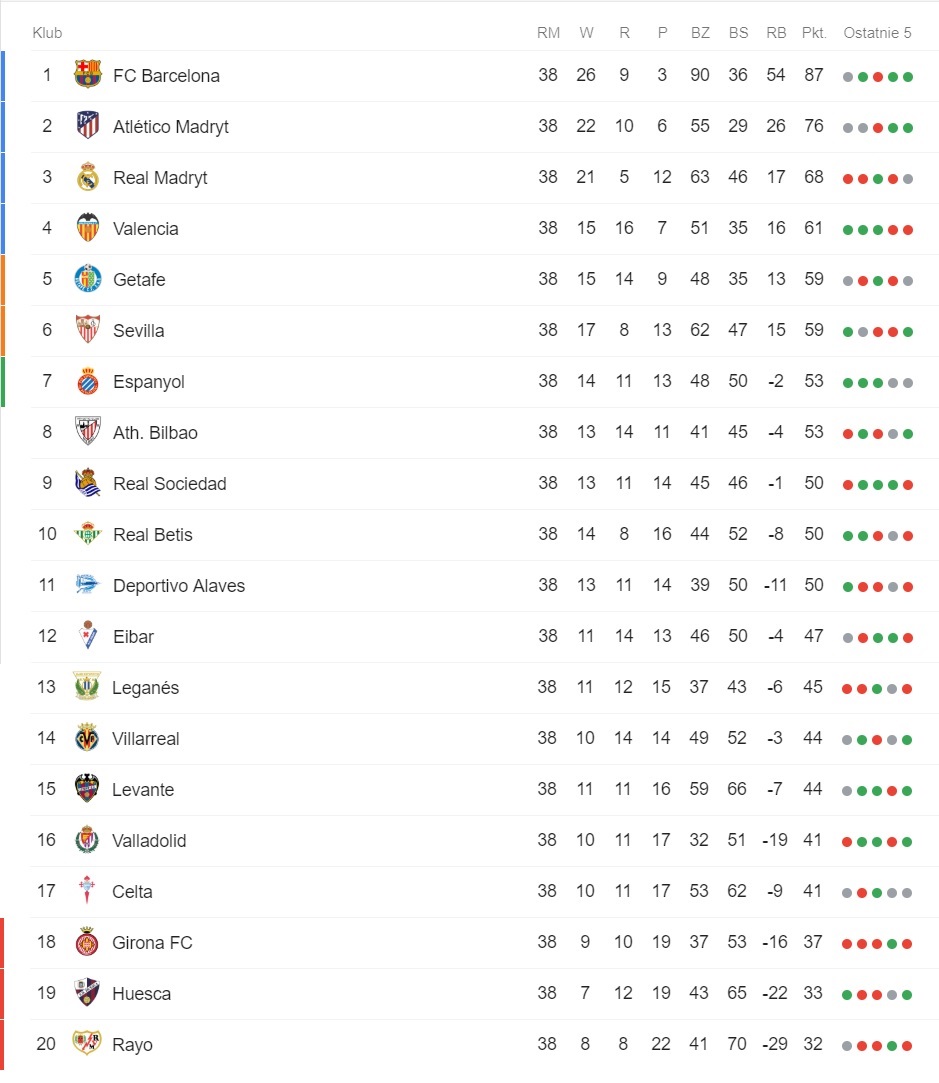 Klub RM W R P BZ BS RB Pkt. Ostatnie 5
1 FC Barcelona 38 26 9 3 90 36 54 87
2 Atlético Madryt 38 22 10 6 55 29 26 76
3 Real Madryt 38 21 5 12 63 46 17 68
4 Valencia 38 15 16 7 51 35 16 61
5 Getafe 38 15 14 9 48 35 13 59
6 Sevilla 38 17 8 13 62 47 15 59
7 Espanyol 38 14 11 13 48 50 -2 53
8 Ath. Bilbao 38 13 14 11 41 45 -4 53
9 Real Sociedad 38 13 11 14 45 46 -1 50
10 Real Betis 38 14 8 16 44 52 -8 50
11 Deportivo Alaves 38 13 11 14 39 50 -11 50
12 Eibar 38 11 14 13 46 50 -4 47
13 Leganés 38 11 12 15 37 43 -6 45
14 Villarreal 38 10 14 14 49 52 -3 44
15 Levante 38 11 11 16 59 66 -7 44
16 Valladolid 38 10 11 17 32 51 -19 41
17 Celta 38 10 11 17 53 62 -9 41
18 Girona FC 38 9 10 19 37 53 -16 37
19 Huesca 38 7 12 19 43 65 -22 33
20 Rayo 38 8 8 22 41 70 -29 32